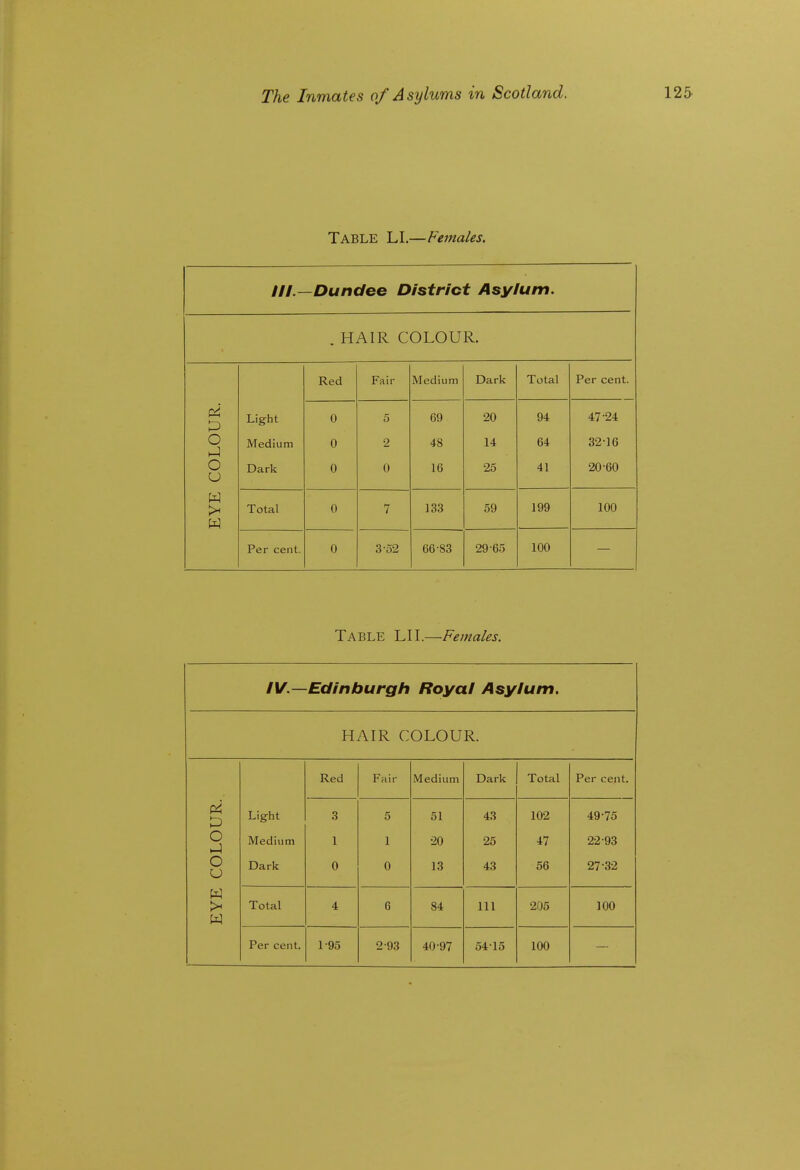 The Inmates of Asylums in Scotland. 125
TABLE LI.—Females.
III.—Dundee District Asylum.
. HAIR COLOUR.
EYE COLOUR.
Red Fair Medium Dark Total Per cent.
Light 0 5 69 20 94 47·24
Medium 0 2 48 14 64 32·16
Dark 0 0 16 25 41 20·60
Total 0 7 133 59 199 100
Per cent. 0 3·52 66·83 29·65 100 —
TABLE LII.—Females.
IV.—Edinburgh Royal Asylum.
HAIR COLOUR.
EYE COLOUR.
Red Fair Medium Dark Total Per cent.
Light 3 5 51 43 102 49·75
Medium 1 1 20 25 47 22·93
Dark 0 0 13 43 56 27·32
Total 4 6 84 111 205 100
Per cent. 1·95 2·93 40·97 54·15 100 —